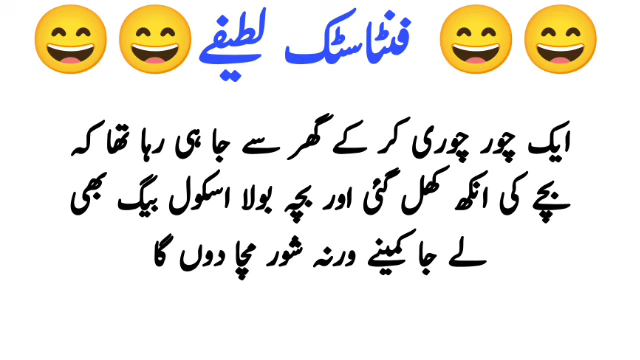 😄😄 فنٹاسٹک لطیفے 😄😄
ایک چور چوری کر کے گھر سے جا ہی رہا تھا کہ
بچے کی انکھ کھل گئی اور بچہ بولا اسکول بیگ بھی
لے جا کمینے ورنہ شور مچا دوں گا